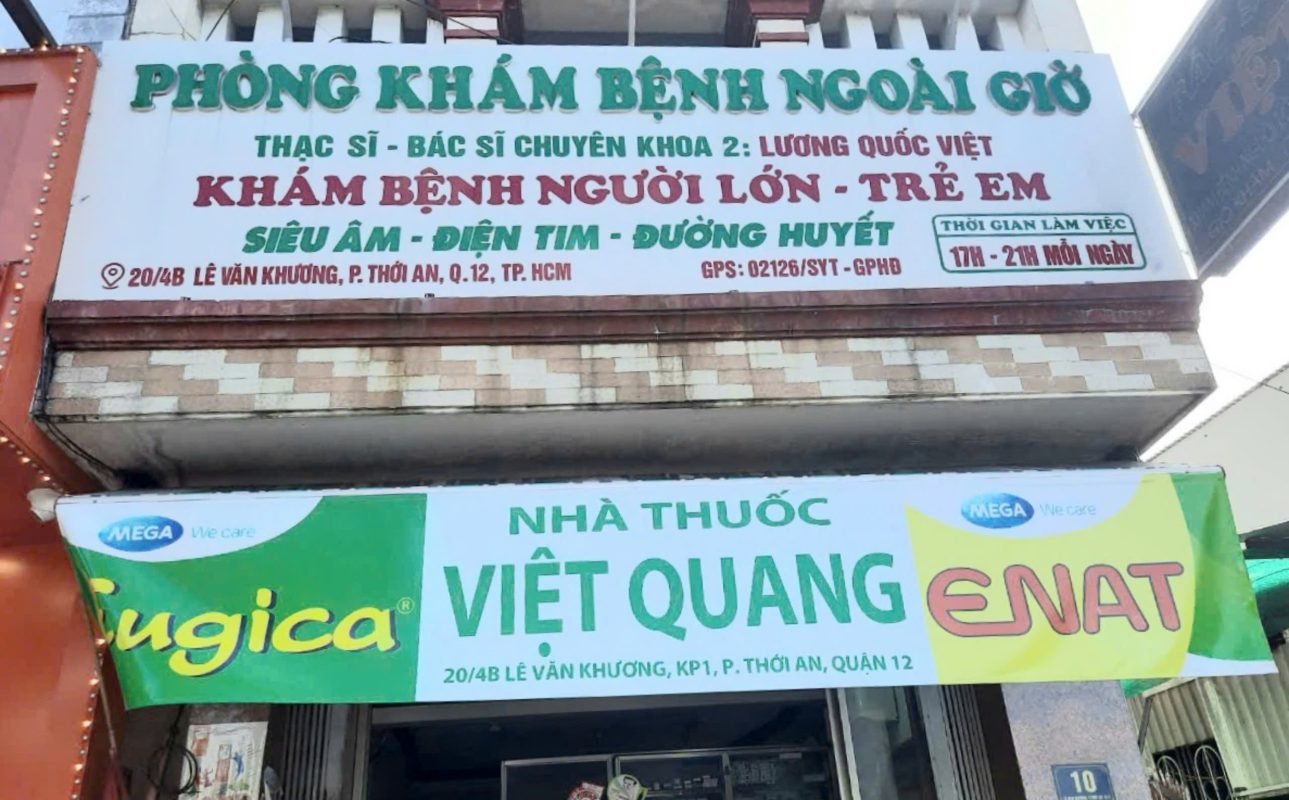 PHÒNG KHÁM BỆNH NGOÀI GIỜ
THẠC SĨ - BÁC SĨ CHUYÊN KHOA 2: LƯƠNG QUỐC VIỆT
KHÁM BỆNH NGƯỜI LỚN - TRẺ EM
SIÊU ÂM - ĐIỆN TIM - ĐƯỜNG HUYẾT
THỜI GIAN LÀM VIỆC
17H - 21H MỖI NGÀY
20/4B LÊ VĂN KHƯƠNG, P. THỚI AN, Q.12, TP. HCM
GPS: 02126/SYT - GPHĐ
MEGA We care
Eugica®
NHÀ THUỐC
VIỆT QUANG
20/4B LÊ VĂN KHƯƠNG, KP1, P. THỚI AN, QUẬN 12
MEGA We care
ENAT
10